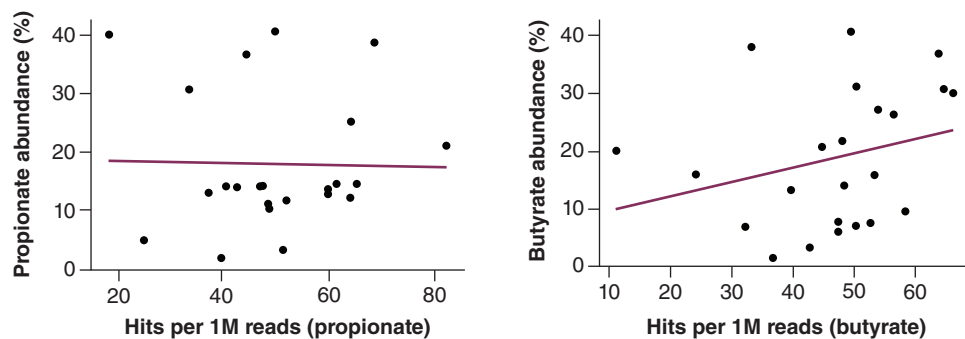 Propionate abundance (%)
40
30
20
10
0
20 40 60 80
Hits per 1M reads (propionate)
Butyrate abundance (%)
40
30
20
10
0
10 20 30 40 50 60
Hits per 1M reads (butyrate)